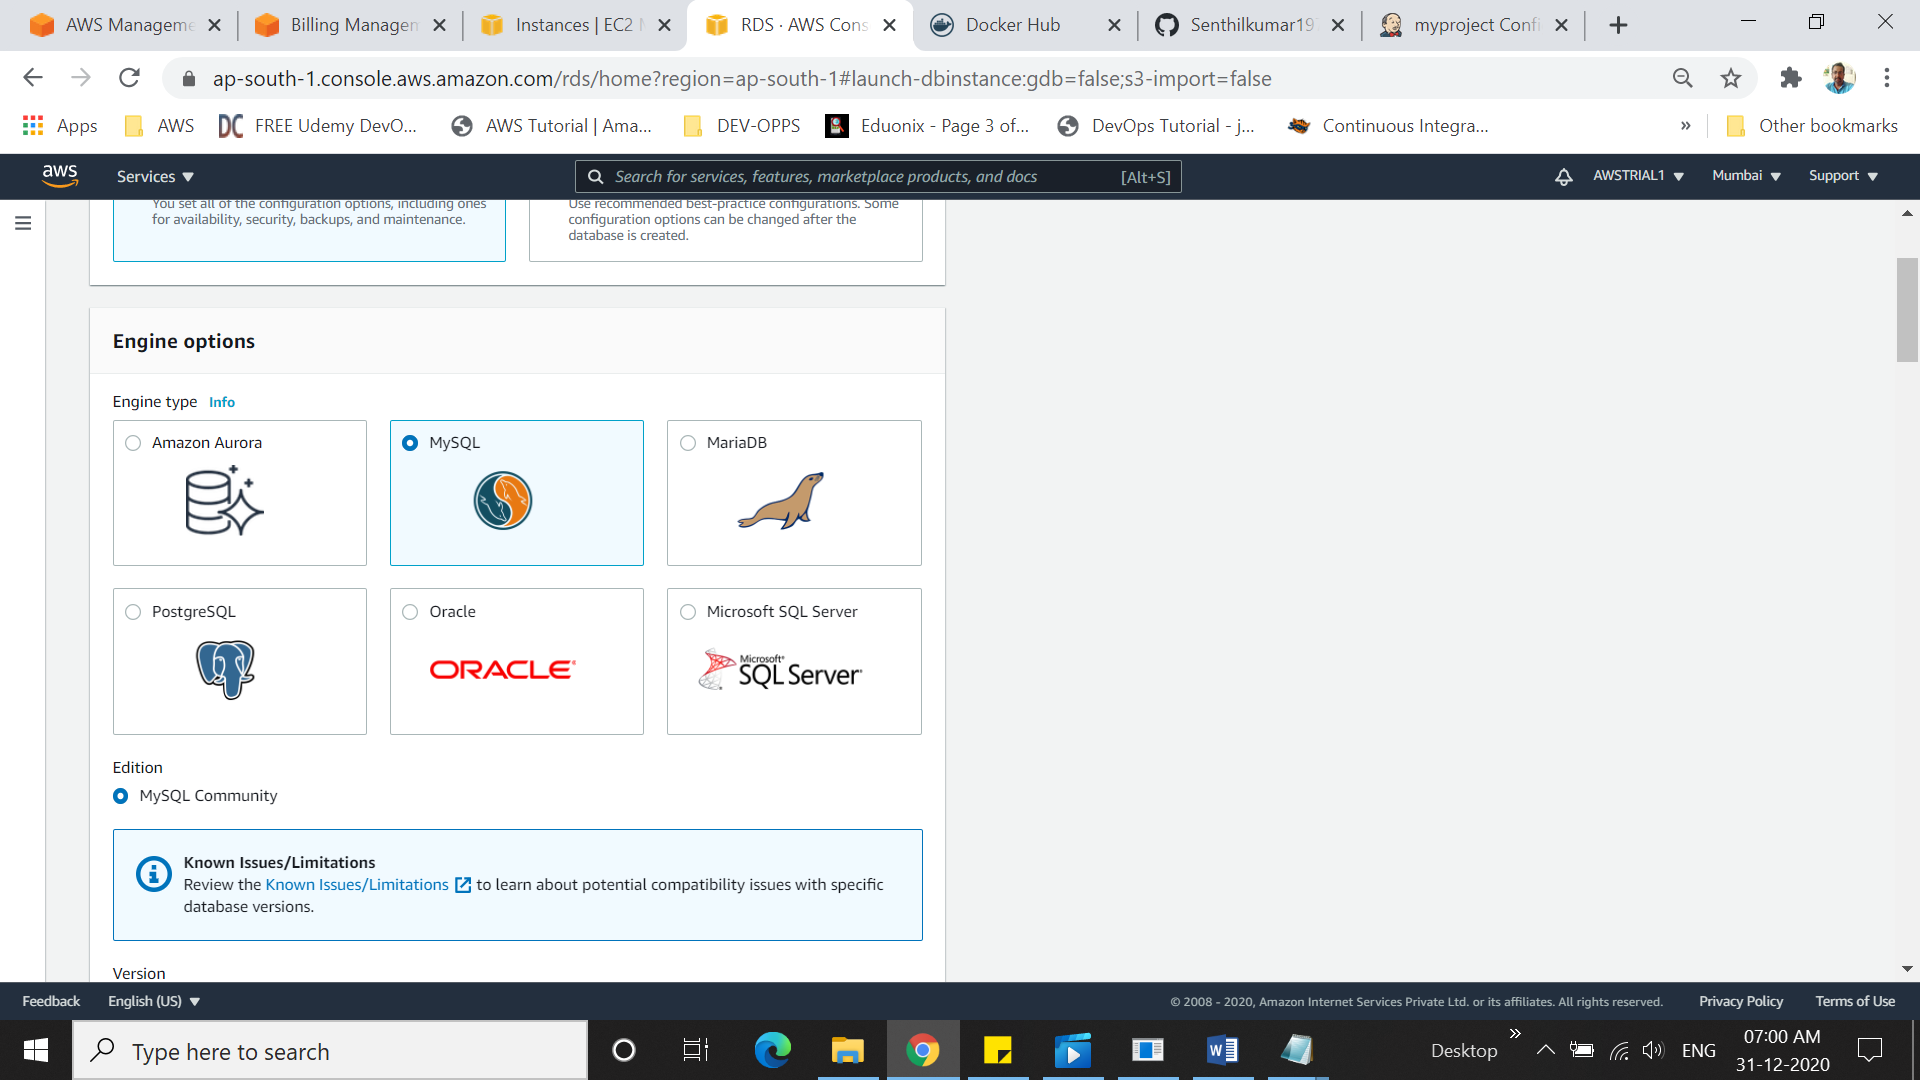 AWS Manageme
Billing Managem
Instances | EC2 M
RDS · AWS Cons
Docker Hub
Senthilkumar19
myproject Confi
ap-south-1.console.aws.amazon.com/rds/home?region=ap-south-1#launch-dbinstance:gdb=false;s3-import=false
Apps
AWS
DC FREE Udemy DevO...
AWS Tutorial | Ama...
DEV-OPPS
Eduonix - Page 3 of...
DevOps Tutorial - j...
Continuous Integra...
»
Other bookmarks
aws
Services
Search for services, features, marketplace products, and docs [Alt+S]
AWSTRIAL1
Mumbai
Support
You set all of the configuration options, including ones
for availability, security, backups, and maintenance.
Use recommended best-practice configurations. Some
configuration options can be changed after the
database is created.
Engine options
Engine type Info
Amazon Aurora
MySQL
MariaDB
PostgreSQL
Oracle
ORACLE
Microsoft SQL Server
Microsoft
SQL Server
Edition
MySQL Community
Known Issues/Limitations
Review the Known Issues/Limitations to learn about potential compatibility issues with specific
database versions.
Version
Feedback
English (US)
© 2008 - 2020, Amazon Internet Services Private Ltd. or its affiliates. All rights reserved.
Privacy Policy
Terms of Use
Type here to search
Desktop
»
ENG
07:00 AM
31-12-2020